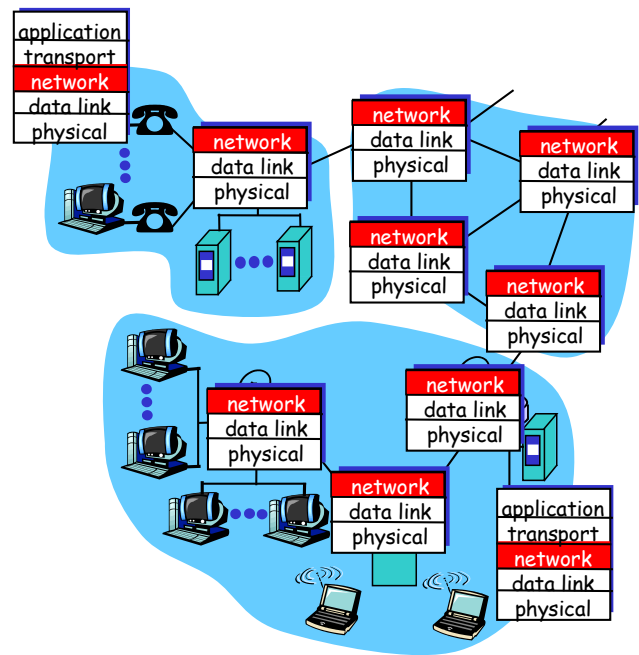 application
transport
network
data link
physical
network
data link
physical
network
data link
physical
network
data link
physical
network
data link
physical
network
data link
physical
network
data link
physical
network
data link
physical
network
data link
physical
application
transport
network
data link
physical